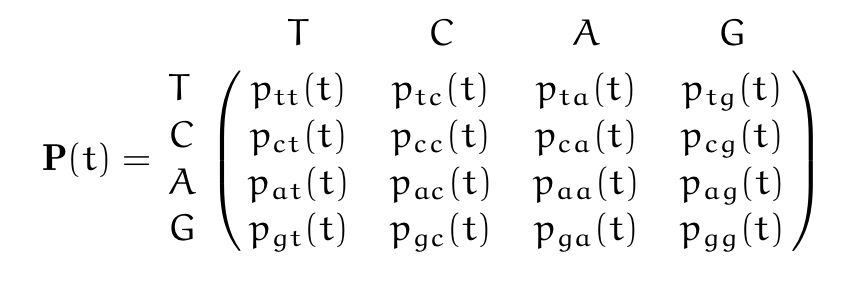 T C A G
T p_tt(t) p_tc(t) p_ta(t) p_tg(t)
C p_ct(t) p_cc(t) p_ca(t) p_cg(t)
P(t) =
A p_at(t) p_ac(t) p_aa(t) p_ag(t)
G p_gt(t) p_gc(t) p_ga(t) p_gg(t)